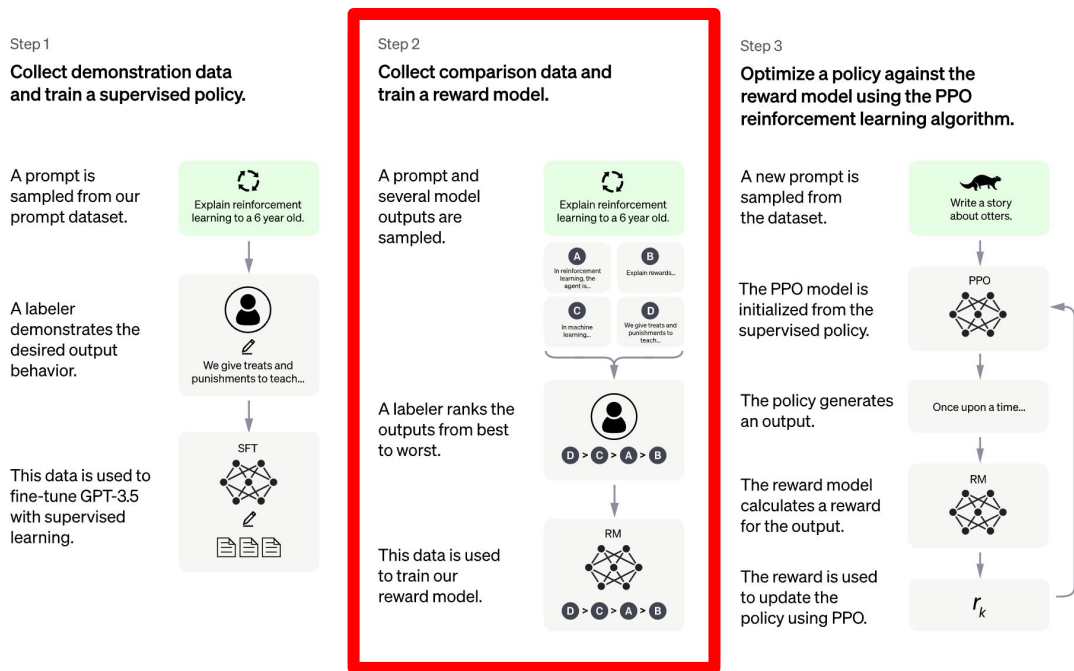 Step 1
Collect demonstration data
and train a supervised policy.
A prompt is
sampled from our
prompt dataset.
Explain reinforcement
learning to a 6 year old.
A labeler
demonstrates the
desired output
behavior.
We give treats and
punishments to teach...
This data is used to
fine-tune GPT-3.5
with supervised
learning.
SFT
Step 2
Collect comparison data and
train a reward model.
A prompt and
several model
outputs are
sampled.
Explain reinforcement
learning to a 6 year old.
A
In reinforcement
learning, the
agent is...
B
Explain rewards...
C
In machine
learning...
D
We give treats and
punishments to
teach...
A labeler ranks the
outputs from best
to worst.
D > C > A > B
This data is used
to train our
reward model.
RM
D > C > A > B
Step 3
Optimize a policy against the
reward model using the PPO
reinforcement learning algorithm.
A new prompt is
sampled from
the dataset.
Write a story
about otters.
The PPO model is
initialized from the
supervised policy.
PPO
The policy generates
an output.
Once upon a time...
The reward model
calculates a reward
for the output.
RM
The reward is used
to update the
policy using PPO.
r_k